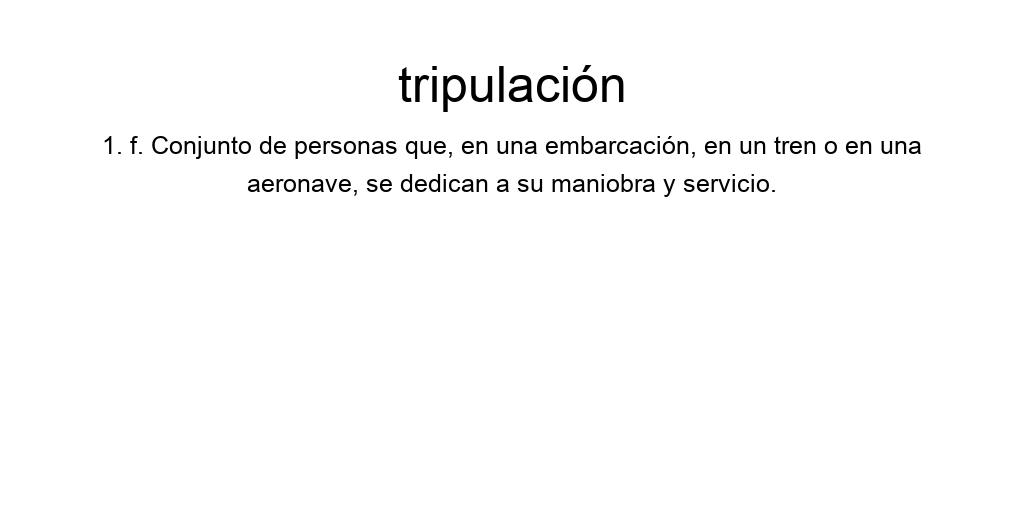 tripulación
1. f. Conjunto de personas que, en una embarcación, en un tren o en una
aeronave, se dedican a su maniobra y servicio.